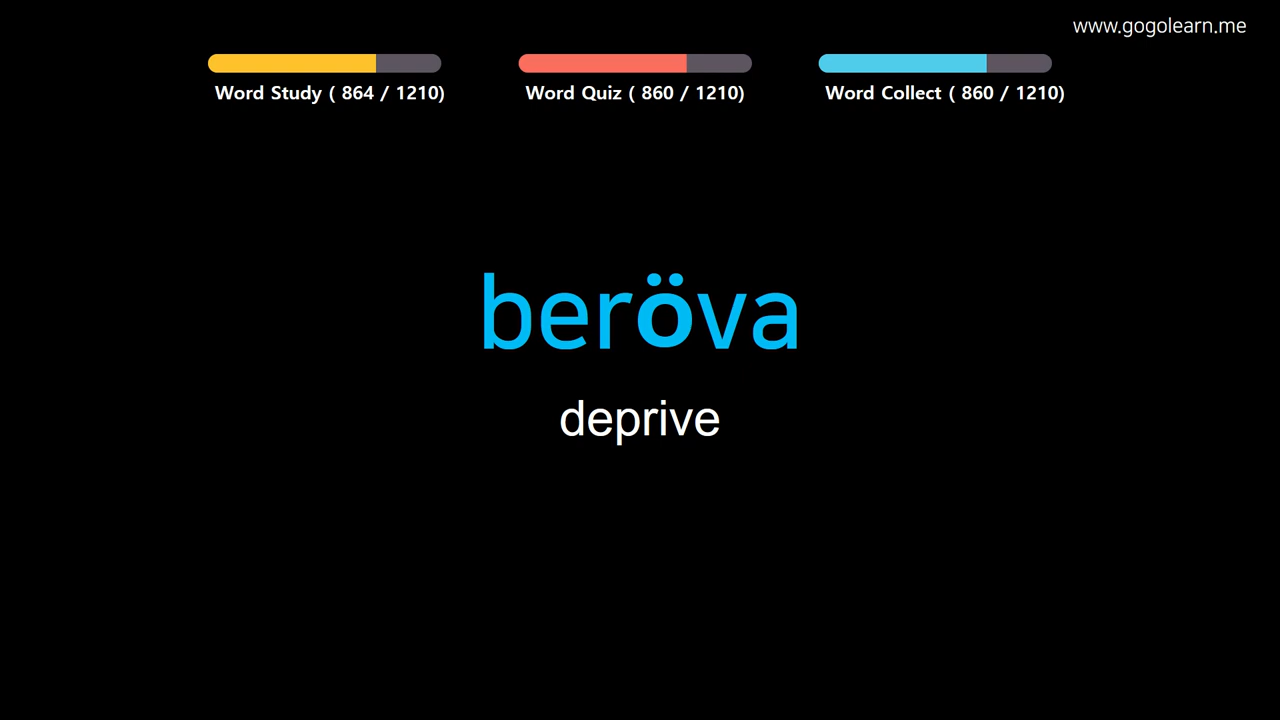 www.gogolearn.me
Word Study ( 864 / 1210)
Word Quiz ( 860 / 1210)
Word Collect ( 860 / 1210)
beröva
deprive